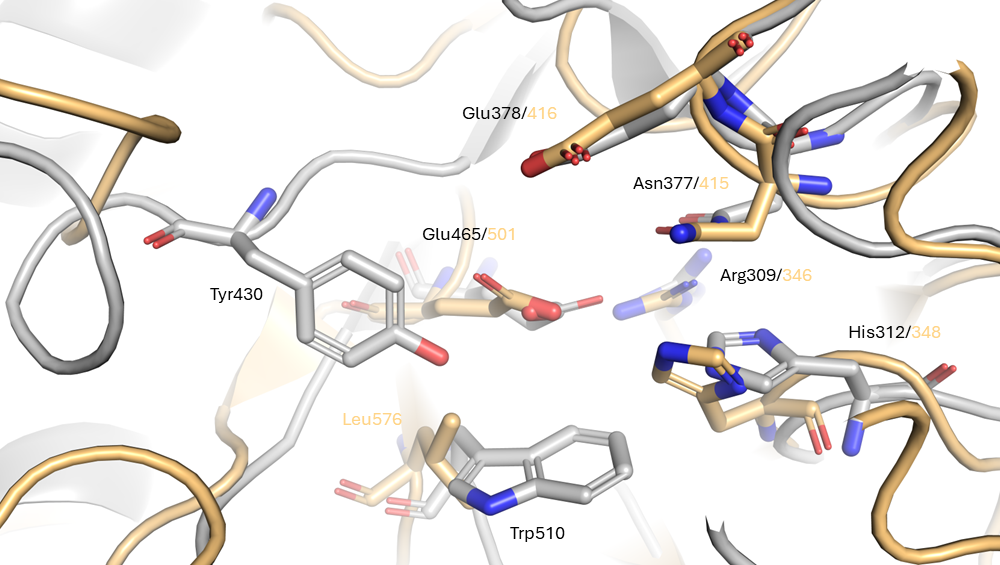 Glu378/416
Asn377/415
Glu465/501
Arg309/346
Tyr430
His312/348
Leu576
Trp510